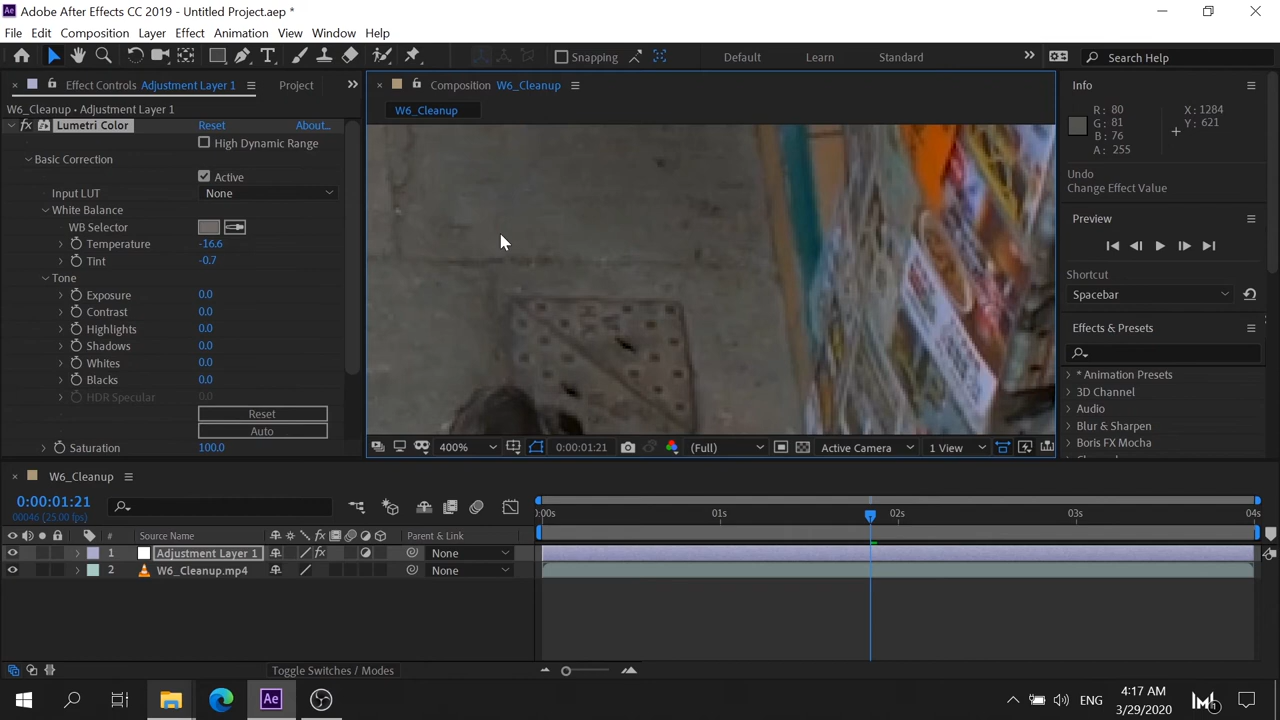 Adobe After Effects CC 2019 - Untitled Project.aep *
File Edit Composition Layer Effect Animation View Window Help
Snapping Default Learn Standard Search Help
Effect Controls Adjustment Layer 1 Project
W6_Cleanup • Adjustment Layer 1
Lumetri Color Reset About...
High Dynamic Range
Basic Correction
Active
Input LUT None
White Balance
WB Selector
Temperature -16.6
Tint -0.7
Tone
Exposure 0.0
Contrast 0.0
Highlights 0.0
Shadows 0.0
Whites 0.0
Blacks 0.0
HDR Specular 0.0
Reset
Auto
Saturation 100.0
Composition W6_Cleanup
W6_Cleanup
400% 0:00:01:21 (Full) Active Camera 1 View
Info
R: 80 X: 1284
G: 81 Y: 621
B: 76
A: 255
Undo
Change Effect Value
Preview
Shortcut
Spacebar
Effects & Presets
* Animation Presets
3D Channel
Audio
Blur & Sharpen
Boris FX Mocha
W6_Cleanup
0:00:01:21
00046 (25.00 fps)
:00s 01s 02s 03s 04s
# Source Name Parent & Link
1 Adjustment Layer 1 None
2 W6_Cleanup.mp4 None
Toggle Switches / Modes
ENG 4:17 AM
3/29/2020